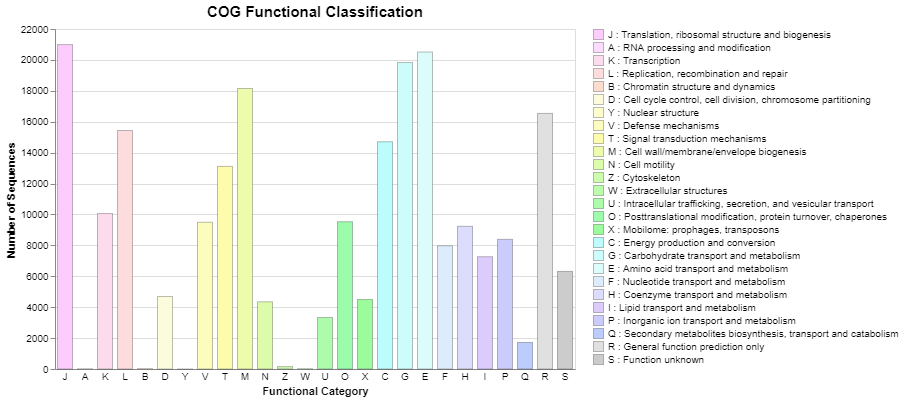 COG Functional Classification
22000
20000
18000
16000
14000
12000
10000
8000
6000
4000
2000
0
Number of Sequences
J A K L B D Y V T M N Z W U O X C G E F H I P Q R S
Functional Category
J : Translation, ribosomal structure and biogenesis
A : RNA processing and modification
K : Transcription
L : Replication, recombination and repair
B : Chromatin structure and dynamics
D : Cell cycle control, cell division, chromosome partitioning
Y : Nuclear structure
V : Defense mechanisms
T : Signal transduction mechanisms
M : Cell wall/membrane/envelope biogenesis
N : Cell motility
Z : Cytoskeleton
W : Extracellular structures
U : Intracellular trafficking, secretion, and vesicular transport
O : Posttranslational modification, protein turnover, chaperones
X : Mobilome: prophages, transposons
C : Energy production and conversion
G : Carbohydrate transport and metabolism
E : Amino acid transport and metabolism
F : Nucleotide transport and metabolism
H : Coenzyme transport and metabolism
I : Lipid transport and metabolism
P : Inorganic ion transport and metabolism
Q : Secondary metabolites biosynthesis, transport and catabolism
R : General function prediction only
S : Function unknown